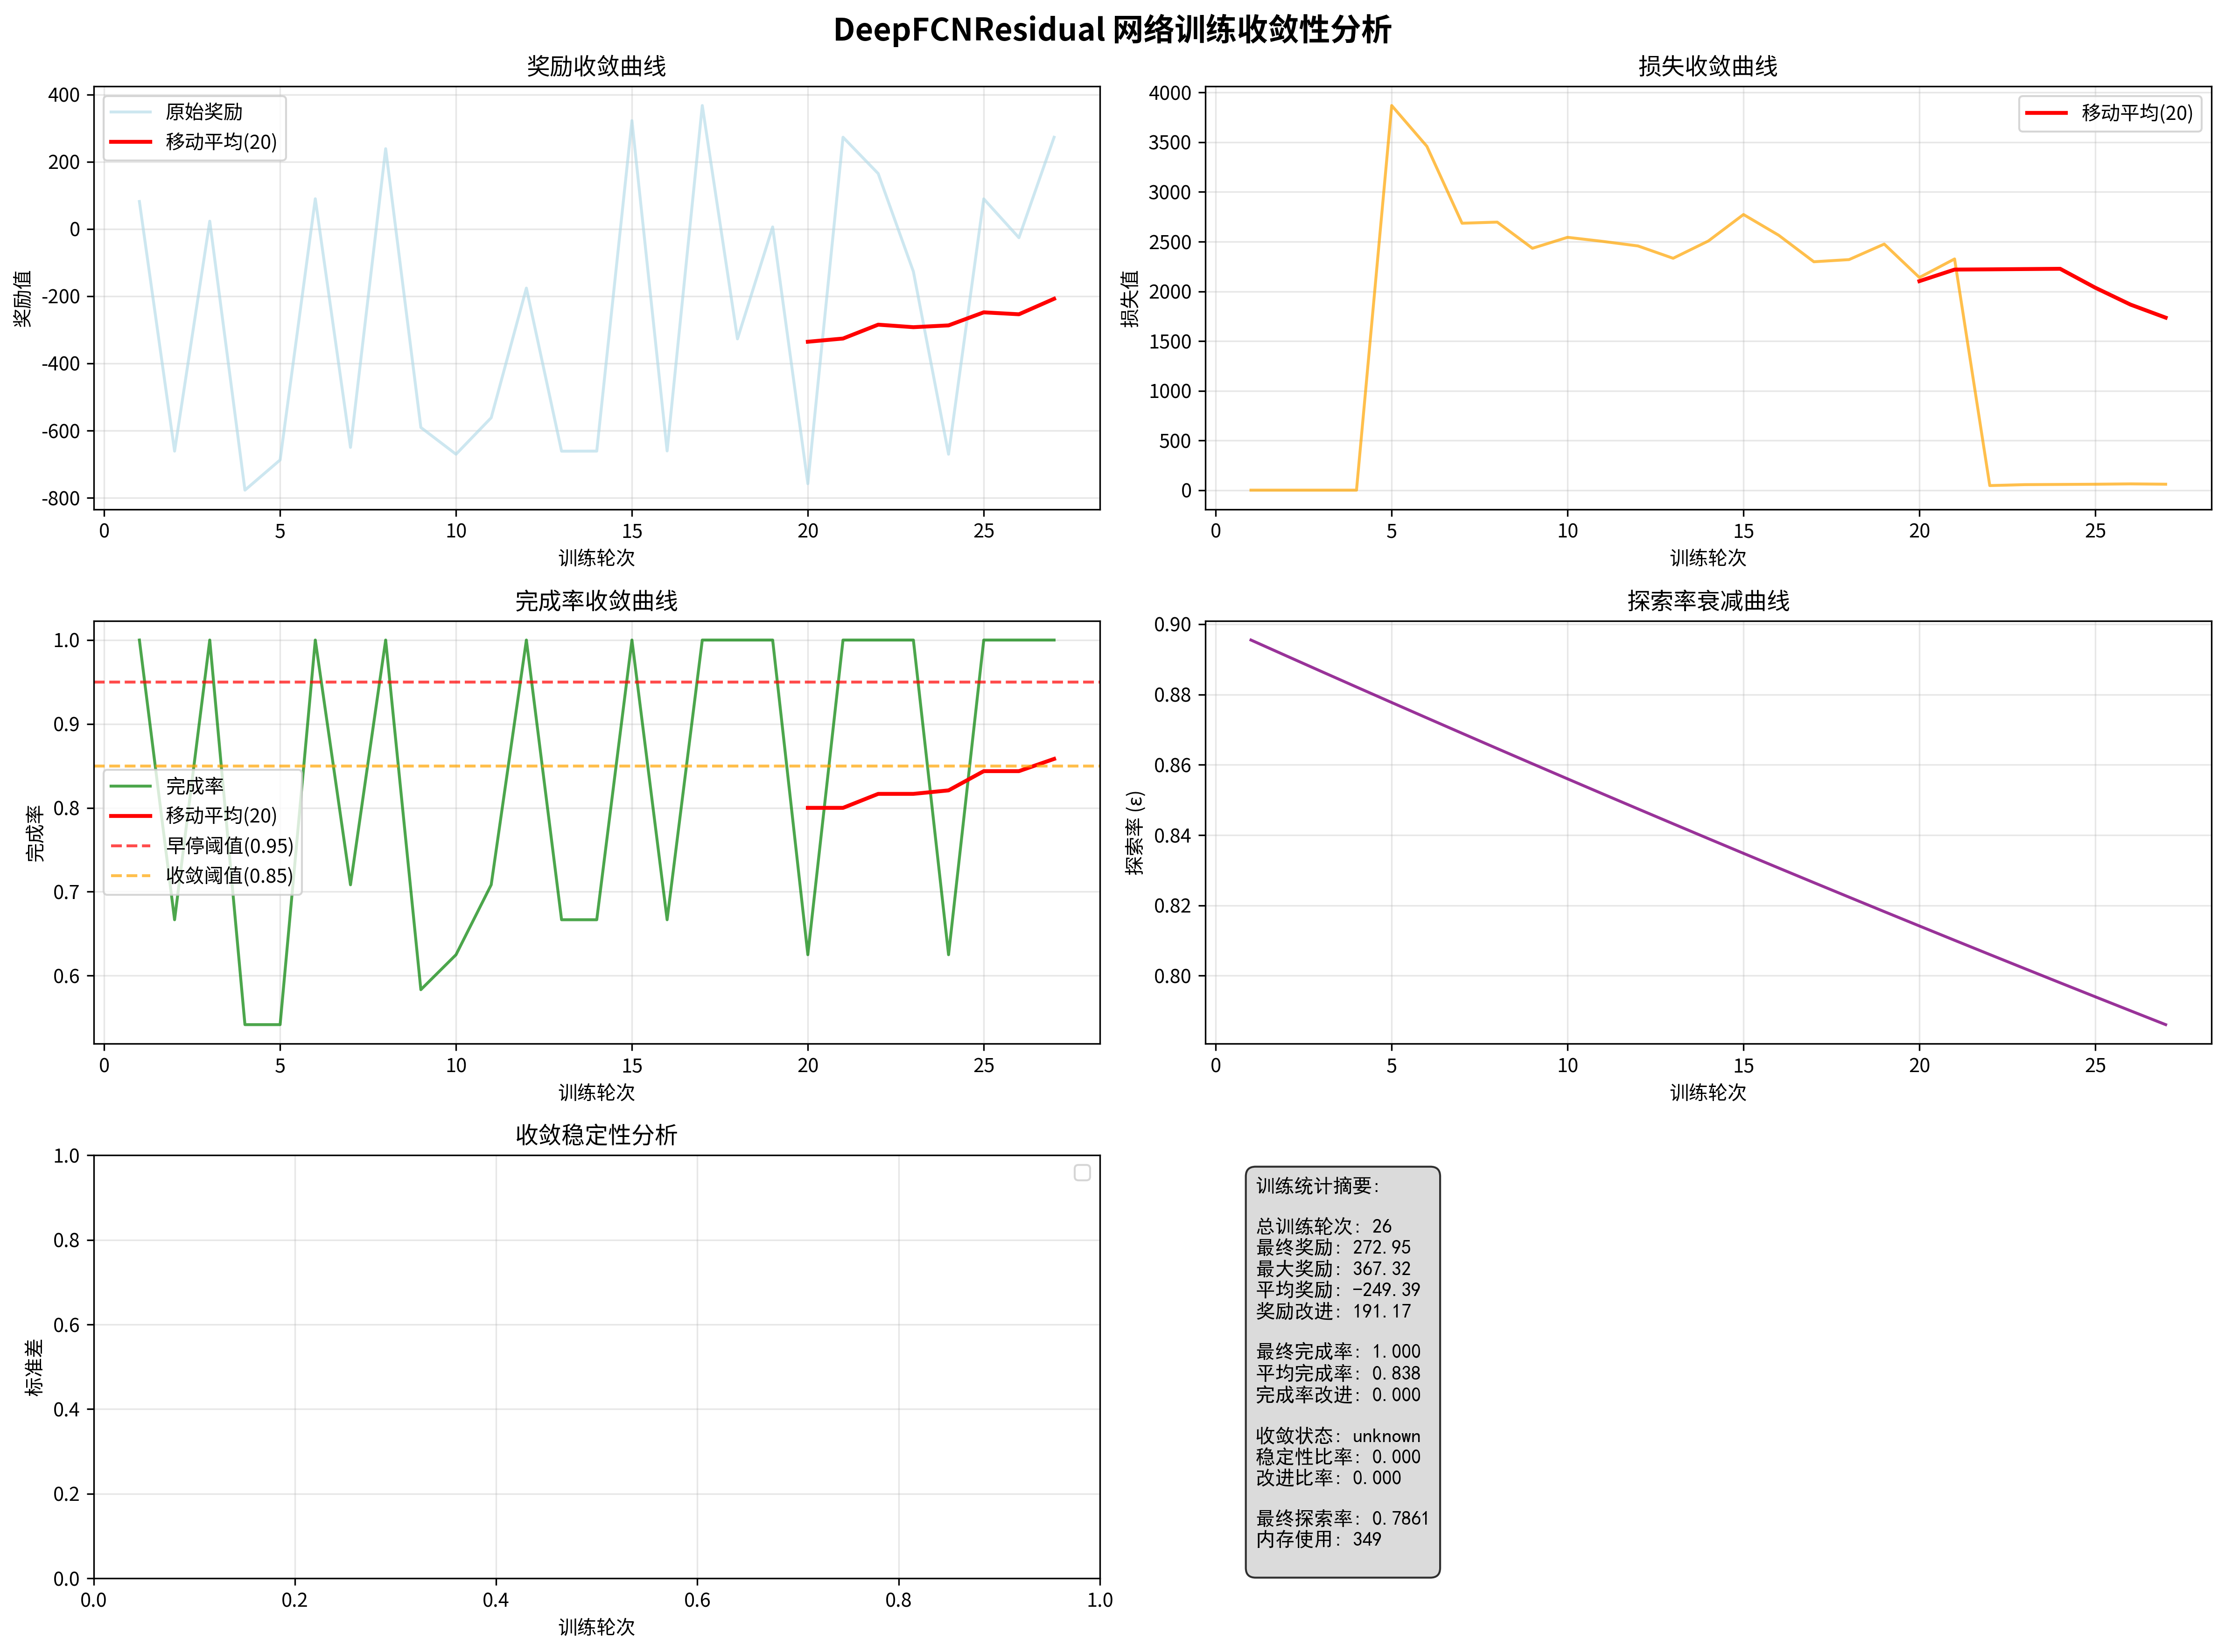 DeepFCNResidual 网络训练收敛性分析
奖励收敛曲线
400
200
0
-200
-400
-600
-800
奖励值
原始奖励
移动平均(20)
0 5 10 15 20 25
训练轮次
损失收敛曲线
4000
3500
3000
2500
2000
1500
1000
500
0
损失值
移动平均(20)
0 5 10 15 20 25
训练轮次
完成率收敛曲线
1.0
0.9
0.8
0.7
0.6
完成率
完成率
移动平均(20)
早停阈值(0.95)
收敛阈值(0.85)
0 5 10 15 20 25
训练轮次
探索率衰减曲线
0.90
0.88
0.86
0.84
0.82
0.80
探索率 (ε)
0 5 10 15 20 25
训练轮次
收敛稳定性分析
1.0
0.8
0.6
0.4
0.2
0.0
标准差
0.0 0.2 0.4 0.6 0.8 1.0
训练轮次
训练统计摘要:
总训练轮次: 26
最终奖励: 272.95
最大奖励: 367.32
平均奖励: -249.39
奖励改进: 191.17
最终完成率: 1.000
平均完成率: 0.838
完成率改进: 0.000
收敛状态: unknown
稳定性比率: 0.000
改进比率: 0.000
最终探索率: 0.7861
内存使用: 349